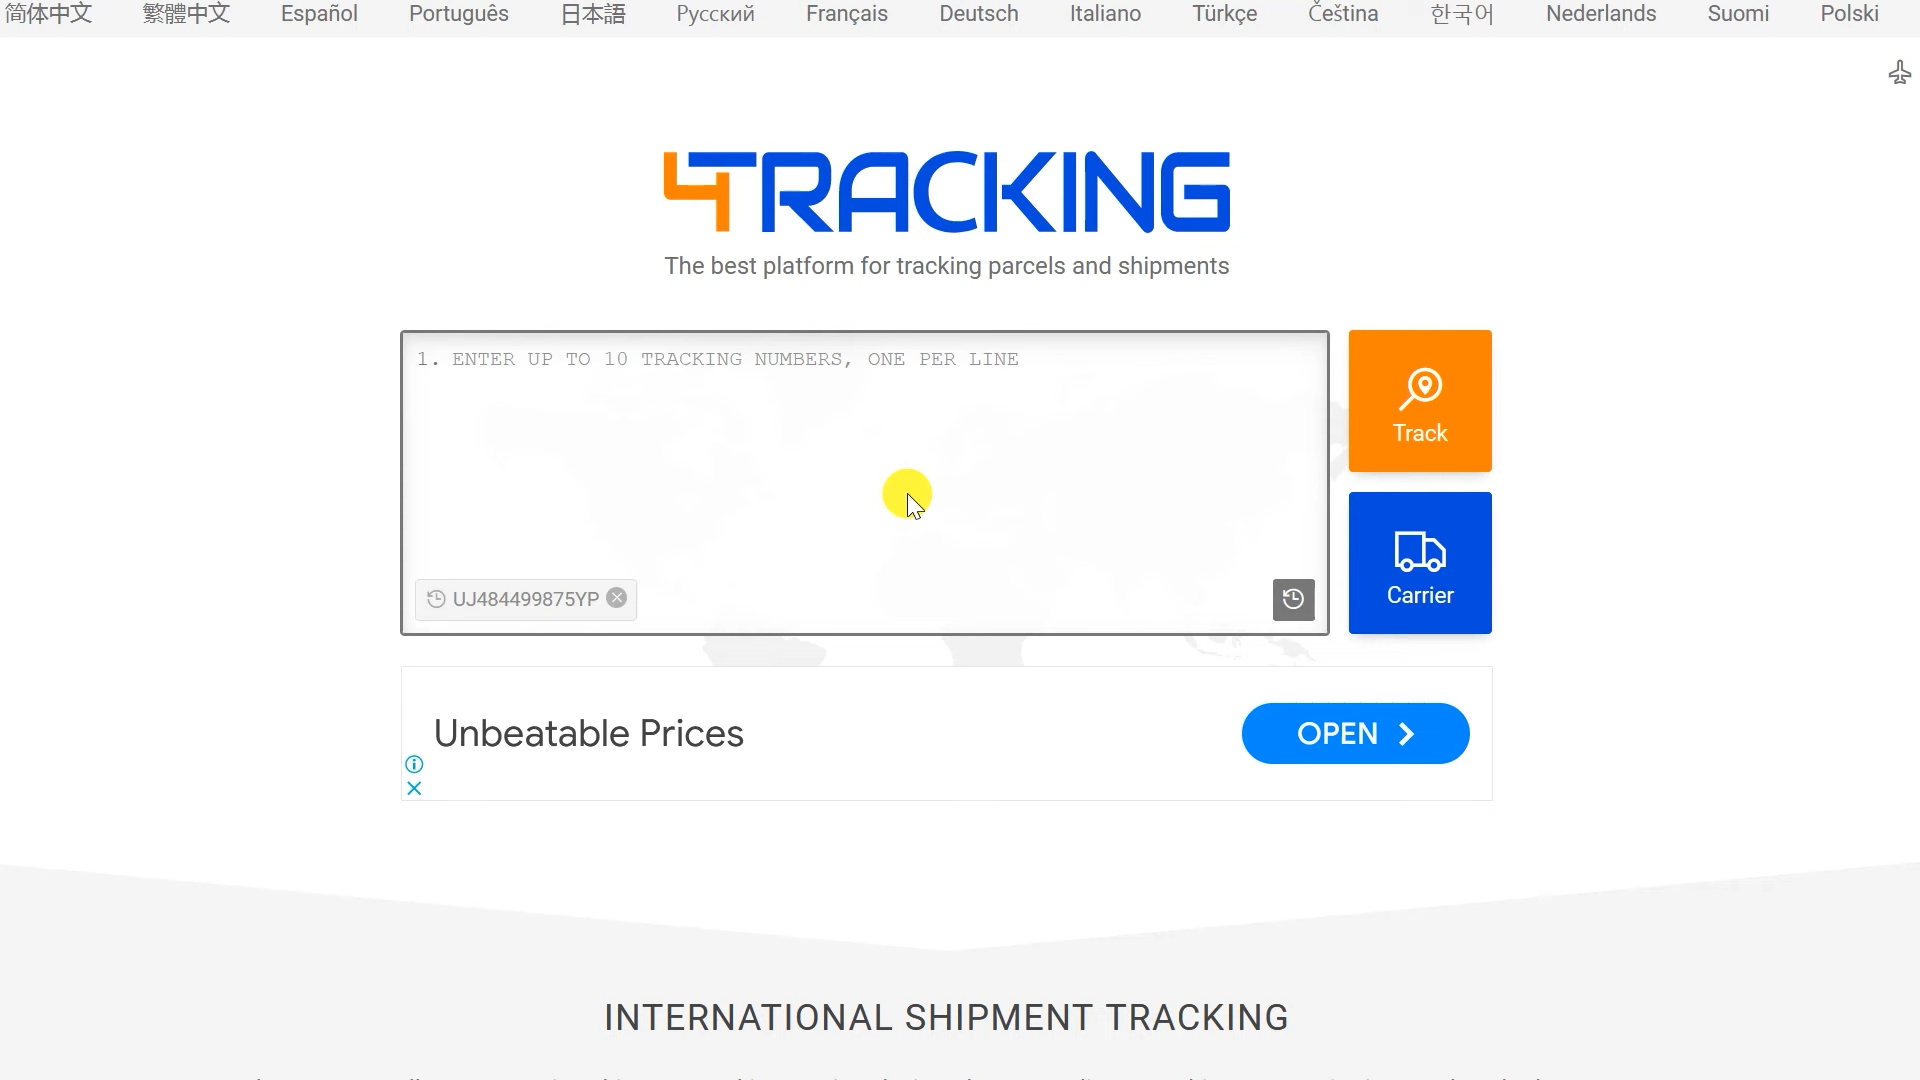 简体中文 繁體中文 Español Português 日本語 Русский Français Deutsch Italiano Türkçe Čeština 한국어 Nederlands Suomi Polski
4TRACKING
The best platform for tracking parcels and shipments
1. ENTER UP TO 10 TRACKING NUMBERS, ONE PER LINE
Track
UJ484499875YP
Carrier
Unbeatable Prices
OPEN
INTERNATIONAL SHIPMENT TRACKING